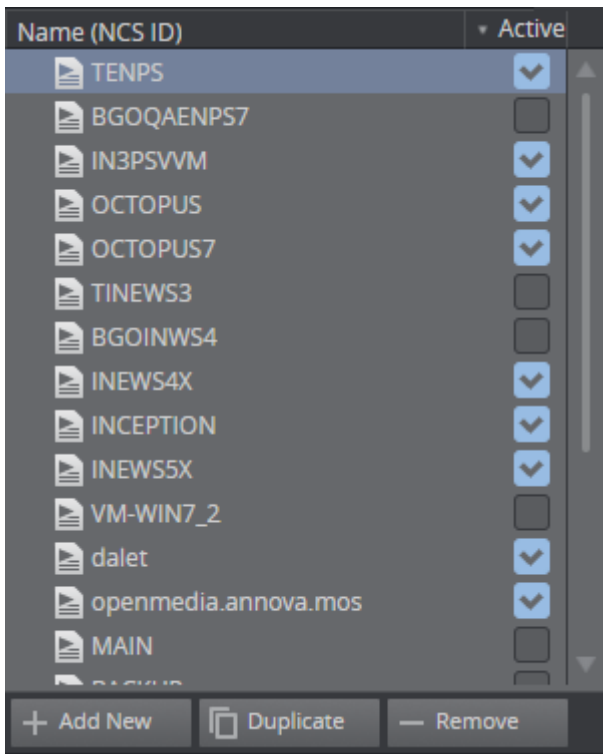 Name (NCS ID) Active
TENPS
BGOQAENPS7
IN3PSVVM
OCTOPUS
OCTOPUS7
TINEWS3
BGOINWS4
INEWS4X
INCEPTION
INEWS5X
VM-WIN7_2
dalet
openmedia.annova.mos
MAIN
Add New Duplicate Remove